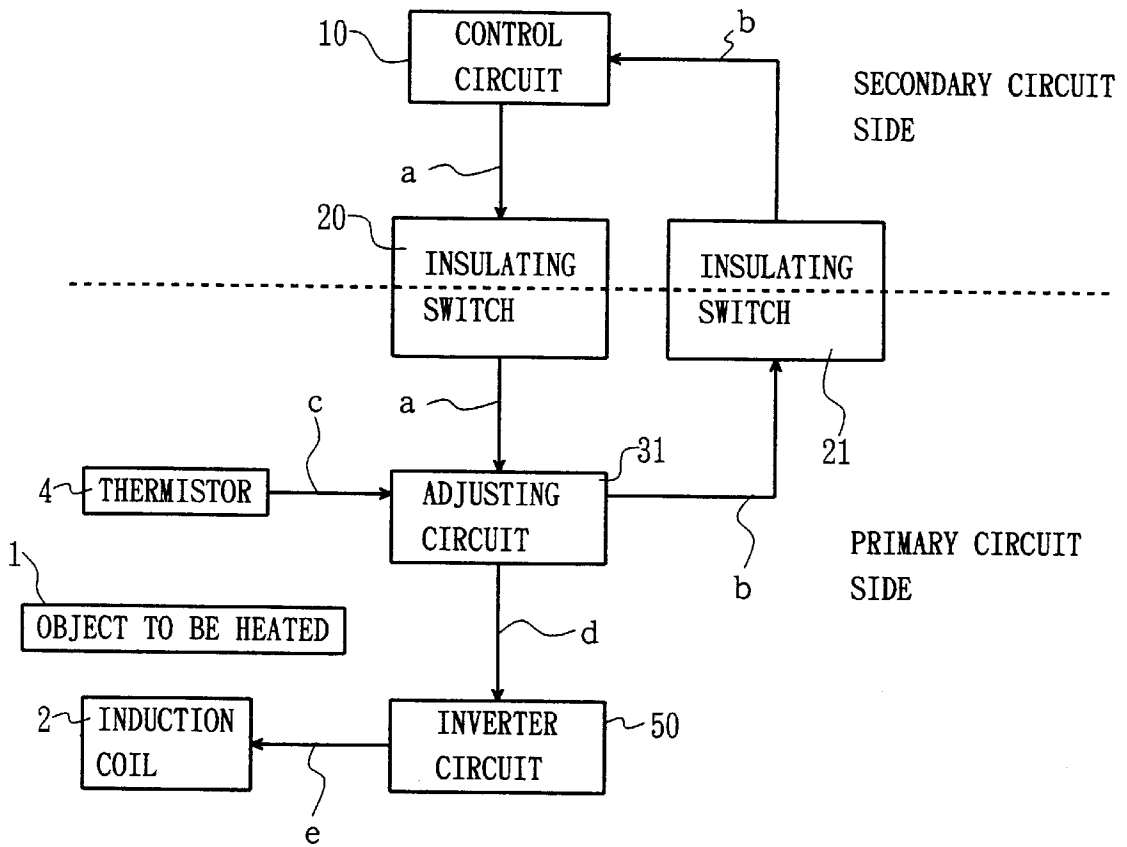 10
CONTROL
CIRCUIT
b
SECONDARY CIRCUIT
SIDE
a
20
INSULATING
SWITCH
INSULATING
SWITCH
21
a
c
31
4
THERMISTOR
ADJUSTING
CIRCUIT
b
PRIMARY CIRCUIT
SIDE
1
OBJECT TO BE HEATED
d
2
INDUCTION
COIL
INVERTER
CIRCUIT
50
e